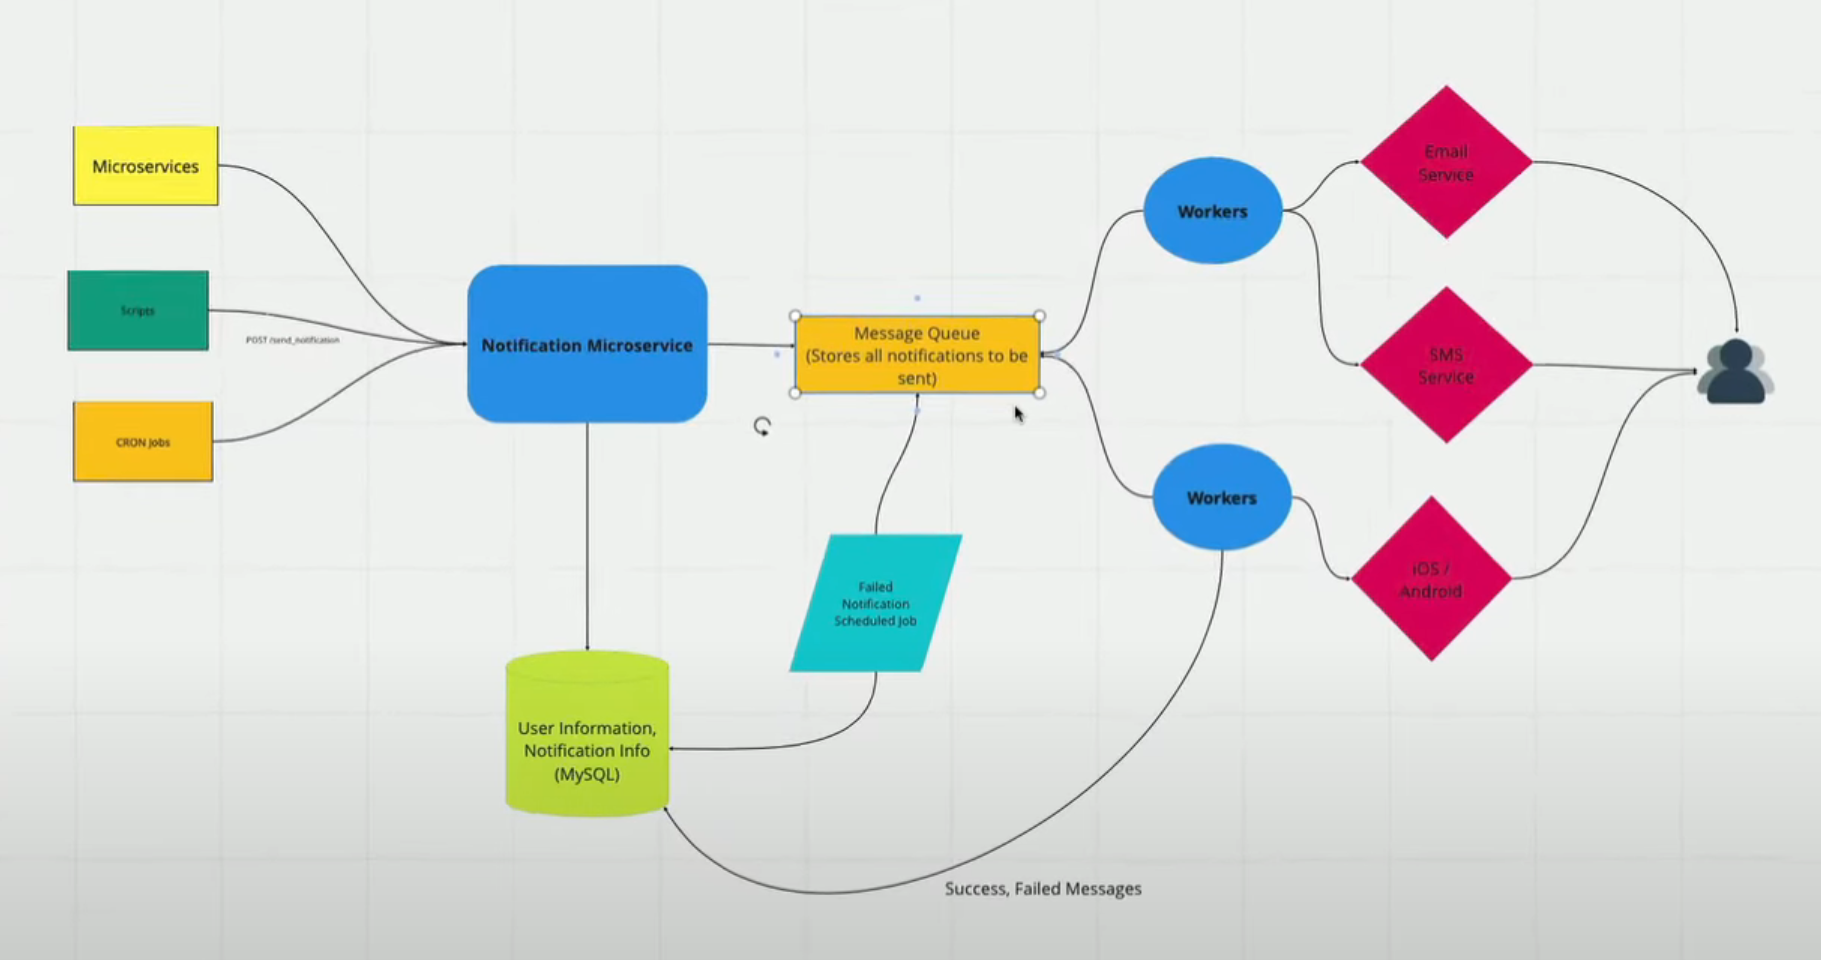 Microservices
Scripts
POST /send_notification
CRON Jobs
Notification Microservice
Message Queue
(Stores all notifications to be
sent)
Workers
Workers
Email
Service
SMS
Service
iOS /
Android
Failed
Notification
Scheduled Job
User Information,
Notification Info
(MySQL)
Success, Failed Messages